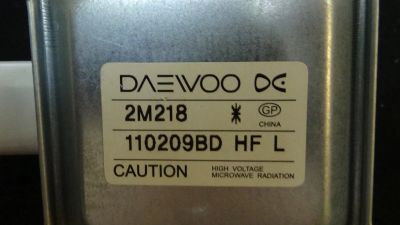 DAEWOO
2M218 GP
CHINA
110209BD HF L
CAUTION HIGH VOLTAGE
MICROWAVE RADIATION